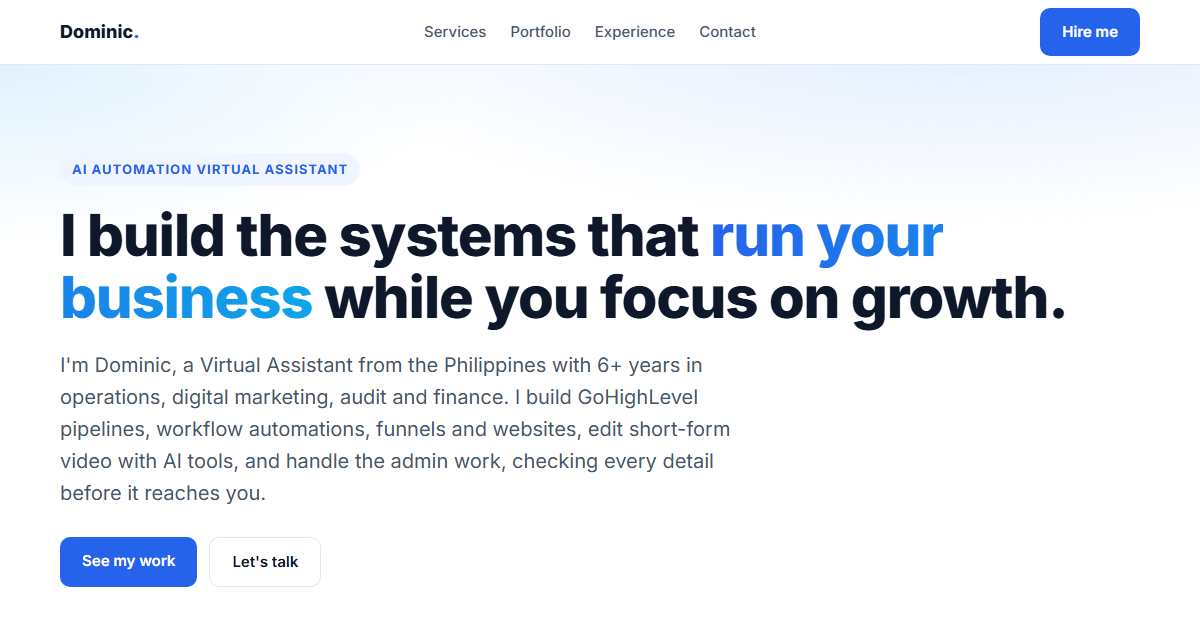 Dominic.
Services
Portfolio
Experience
Contact
Hire me
AI AUTOMATION VIRTUAL ASSISTANT
I build the systems that run your
business while you focus on growth.
I'm Dominic, a Virtual Assistant from the Philippines with 6+ years in
operations, digital marketing, audit and finance. I build GoHighLevel
pipelines, workflow automations, funnels and websites, edit short-form
video with AI tools, and handle the admin work, checking every detail
before it reaches you.
See my work
Let's talk